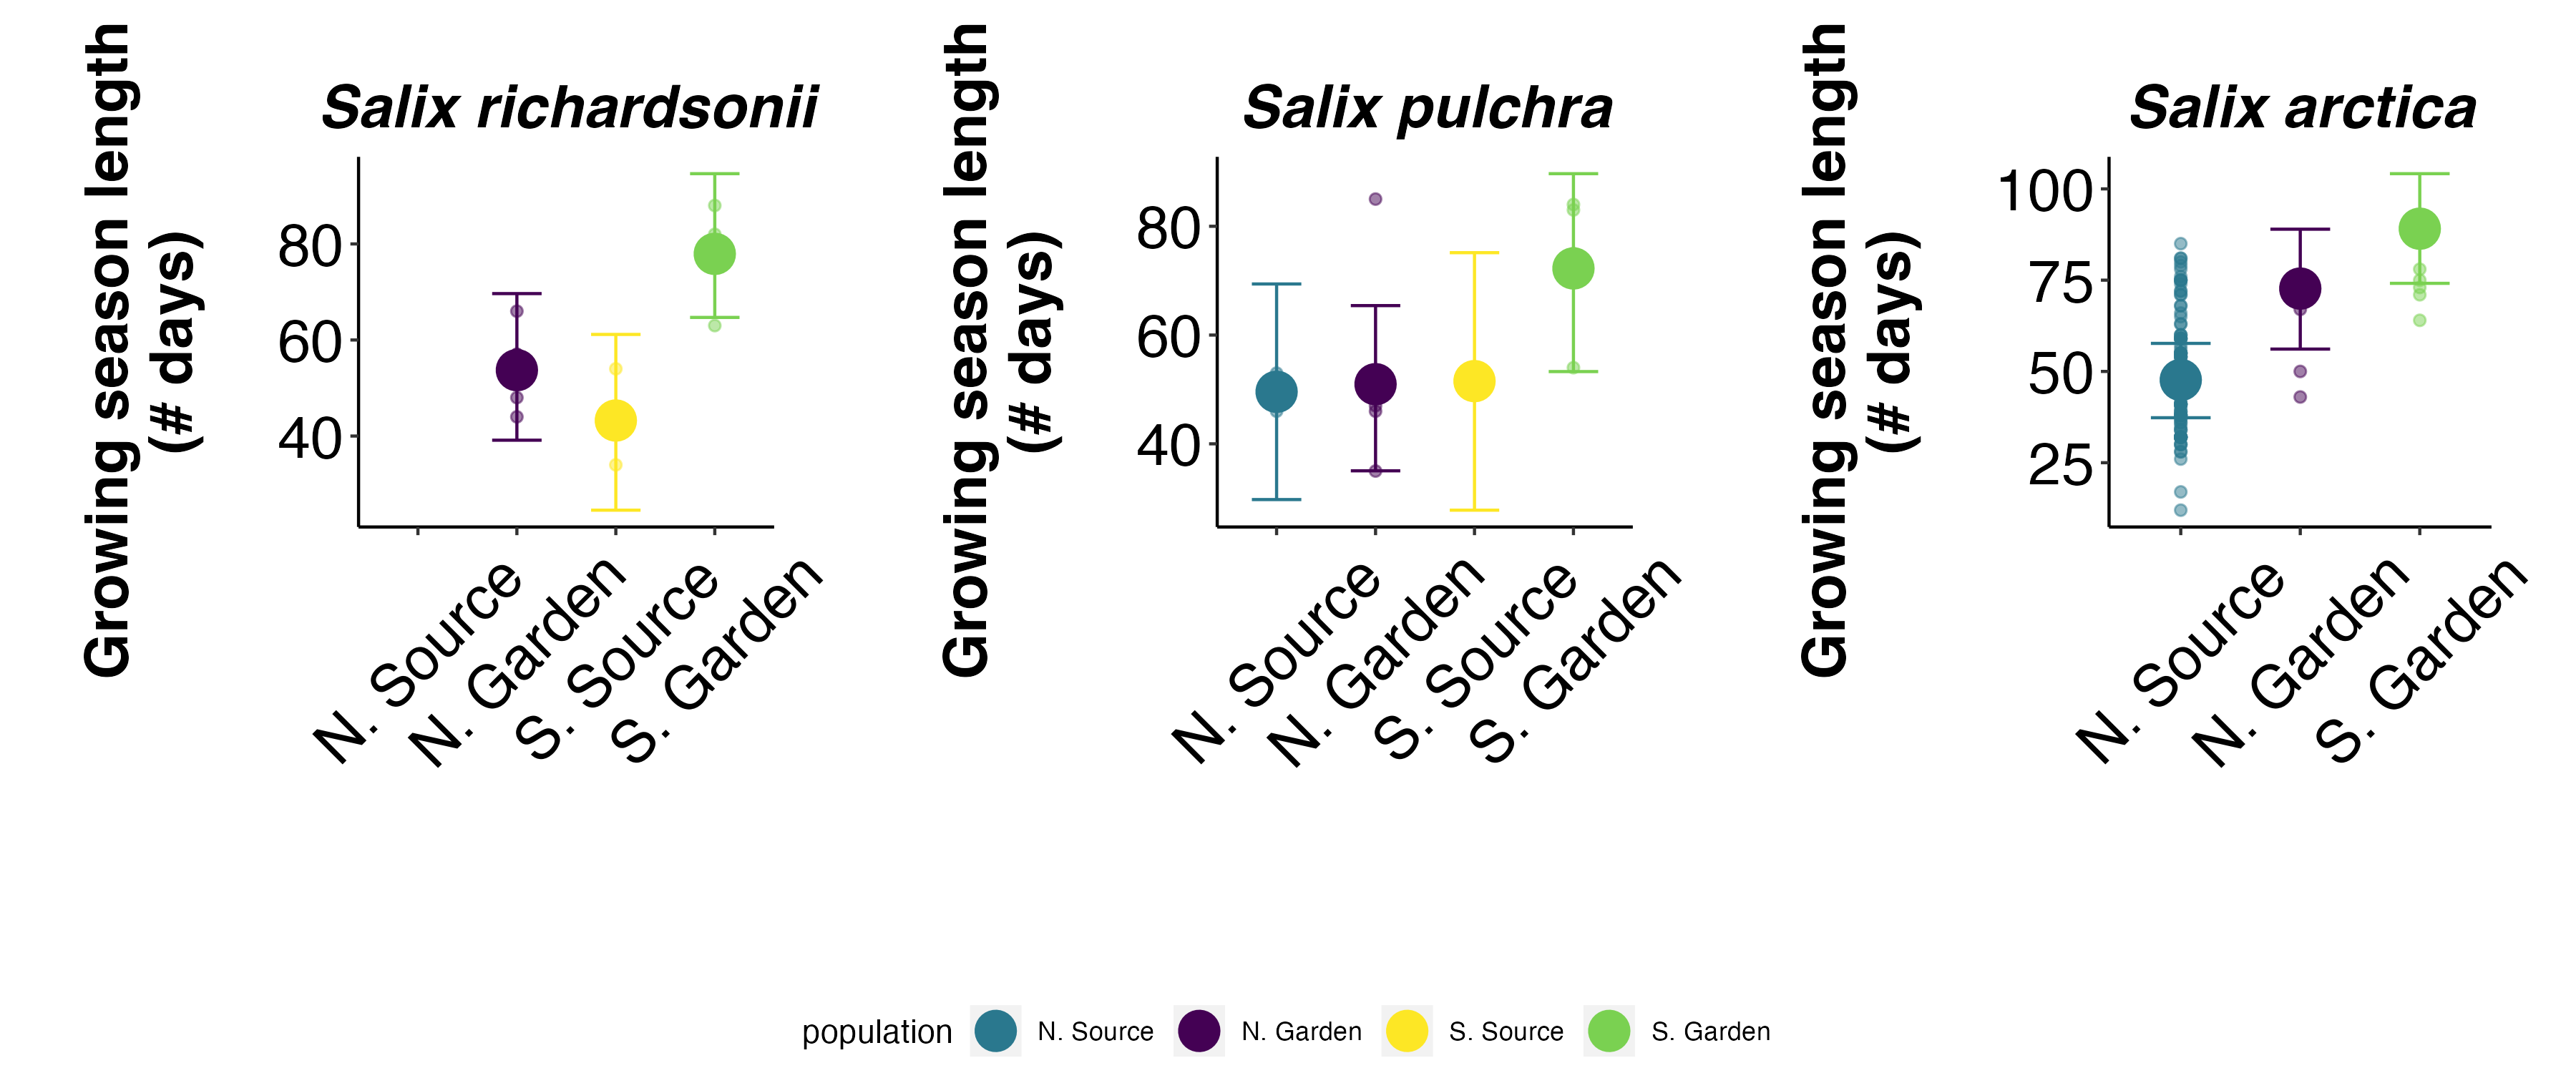 Salix richardsonii
Growing season length
(# days)
80
60
40
N. Source
N. Garden
S. Source
S. Garden
Salix pulchra
Growing season length
(# days)
80
60
40
N. Source
N. Garden
S. Source
S. Garden
Salix arctica
Growing season length
(# days)
100
75
50
25
N. Source
N. Garden
S. Garden
population N. Source N. Garden S. Source S. Garden